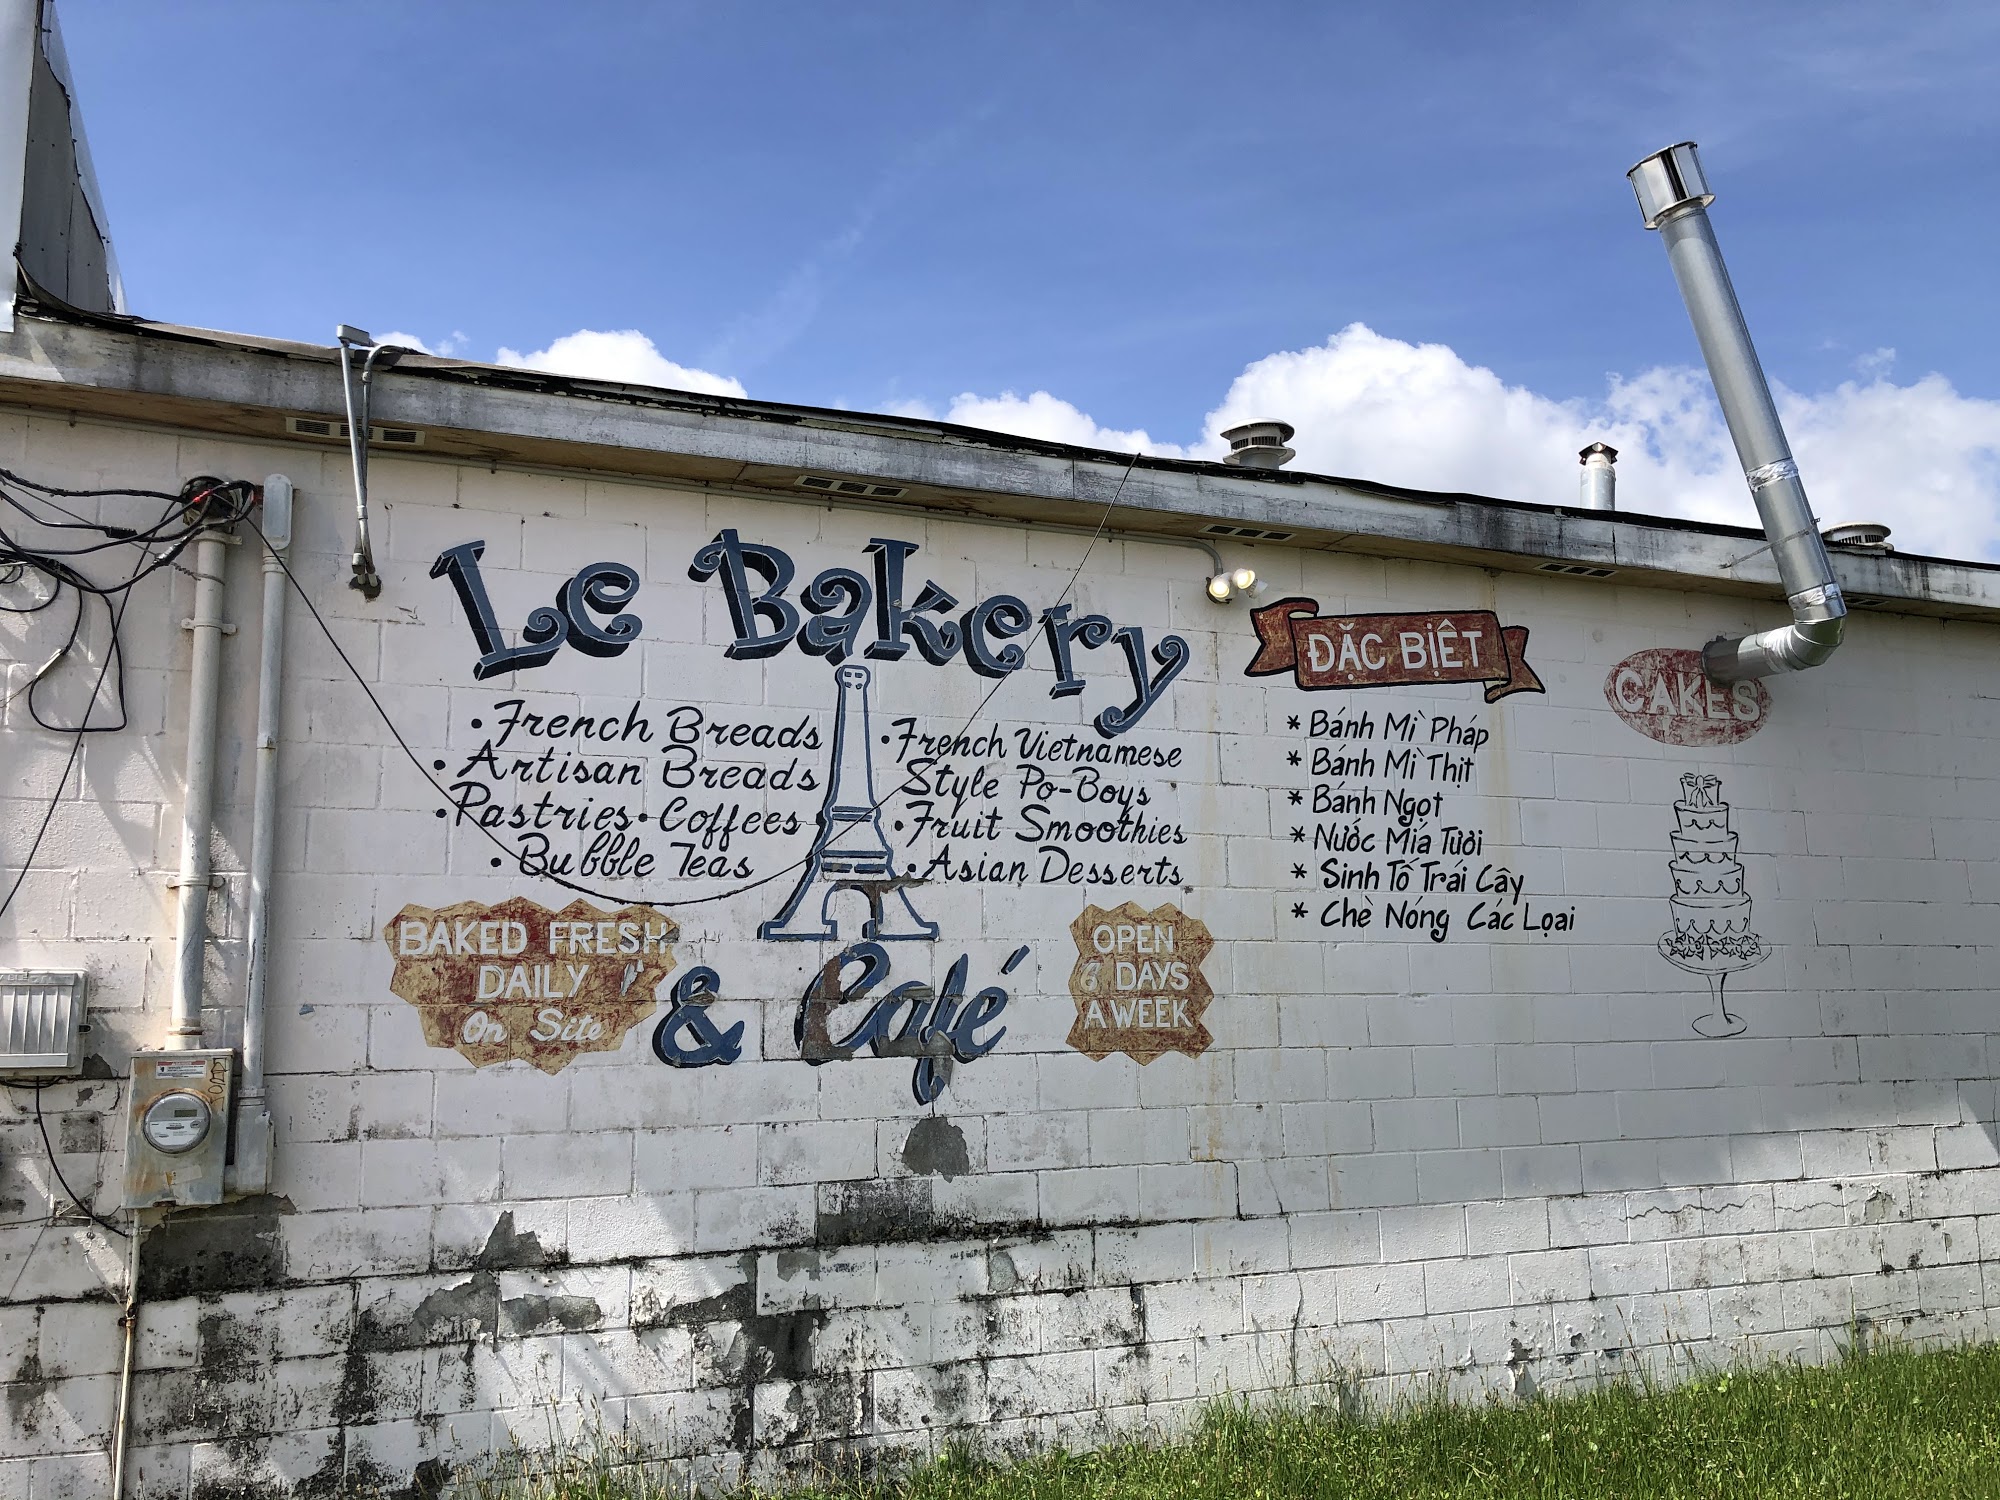 Le Bakery
• French Breads
• Artisan Breads
• Pastries • Coffees
• Bubble Teas
• French Vietnamese
Style Po-Boys
• Fruit Smoothies
• Asian Desserts
BAKED FRESH
DAILY
On Site
& Café
OPEN
6 DAYS
A WEEK
ĐẶC BIỆT
* Bánh Mì Pháp
* Bánh Mì Thịt
* Bánh Ngọt
* Nước Miá Tươi
* Sinh Tố Trái Cây
* Chè Nóng Các Loại
CAKES